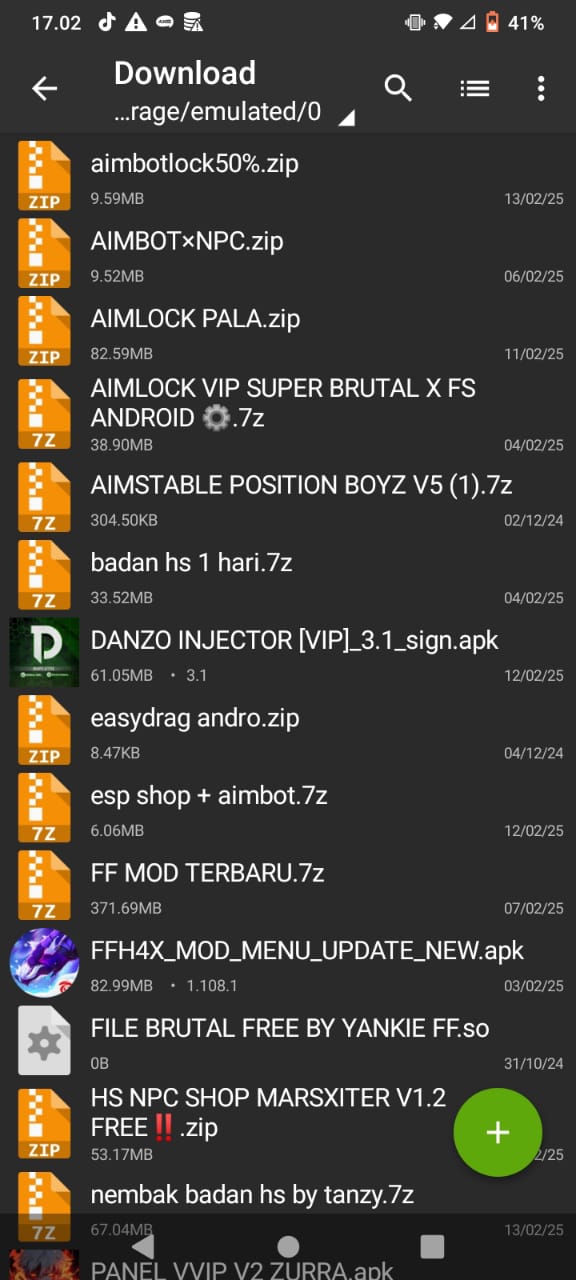 17.02
41%
Download
...rage/emulated/0
aimbotlock50%.zip
9.59MB
13/02/25
AIMBOT×NPC.zip
9.52MB
06/02/25
AIMLOCK PALA.zip
82.59MB
11/02/25
AIMLOCK VIP SUPER BRUTAL X FS
ANDROID ⚙️.7z
38.90MB
04/02/25
AIMSTABLE POSITION BOYZ V5 (1).7z
304.50KB
02/12/24
badan hs 1 hari.7z
33.52MB
04/02/25
DANZO INJECTOR [VIP]_3.1_sign.apk
61.05MB • 3.1
12/02/25
easydrag andro.zip
8.47KB
04/12/24
esp shop + aimbot.7z
6.06MB
12/02/25
FF MOD TERBARU.7z
371.69MB
07/02/25
FFH4X_MOD_MENU_UPDATE_NEW.apk
82.99MB • 1.108.1
03/02/25
FILE BRUTAL FREE BY YANKIE FF.so
0B
31/10/24
HS NPC SHOP MARSXITER V1.2
FREE‼️.zip
53.17MB
2/25
nembak badan hs by tanzy.7z
67.04MB
13/02/25
PANEL VVIP V2 ZURRA.apk
ZIP
ZIP
ZIP
7Z
7Z
7Z
ZIP
7Z
7Z
ZIP
7Z